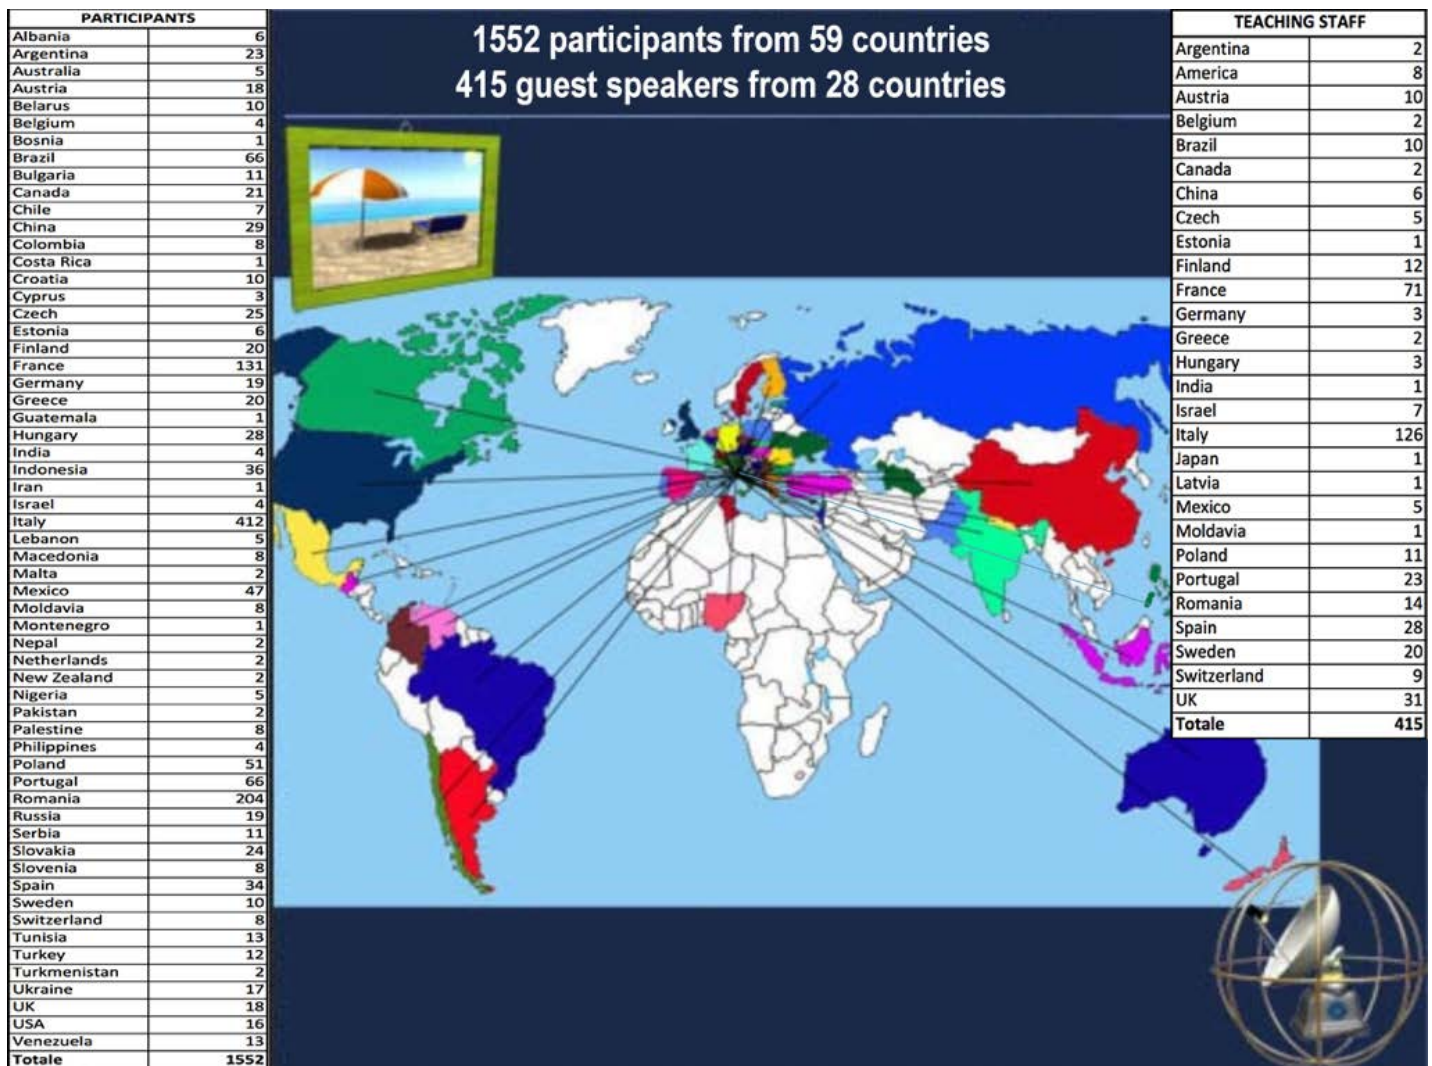 PARTICIPANTS
Albania 6
Argentina 23
Australia 5
Austria 18
Belarus 10
Belgium 4
Bosnia 1
Brazil 66
Bulgaria 11
Canada 21
Chile 7
China 29
Colombia 8
Costa Rica 1
Croatia 10
Cyprus 3
Czech 25
Estonia 6
Finland 20
France 131
Germany 19
Greece 20
Guatemala 1
Hungary 28
India 4
Indonesia 36
Iran 1
Israel 4
Italy 412
Lebanon 5
Macedonia 8
Malta 2
Mexico 47
Moldavia 8
Montenegro 1
Nepal 2
Netherlands 2
New Zealand 2
Nigeria 5
Pakistan 2
Palestine 8
Philippines 4
Poland 51
Portugal 66
Romania 204
Russia 19
Serbia 11
Slovakia 24
Slovenia 8
Spain 34
Sweden 10
Switzerland 8
Tunisia 13
Turkey 12
Turkmenistan 2
Ukraine 17
UK 18
USA 16
Venezuela 13
Totale 1552
1552 participants from 59 countries
415 guest speakers from 28 countries
TEACHING STAFF
Argentina 2
America 8
Austria 10
Belgium 2
Brazil 10
Canada 2
China 6
Czech 5
Estonia 1
Finland 12
France 71
Germany 3
Greece 2
Hungary 3
India 1
Israel 7
Italy 126
Japan 1
Latvia 1
Mexico 5
Moldavia 1
Poland 11
Portugal 23
Romania 14
Spain 28
Sweden 20
Switzerland 9
UK 31
Totale 415